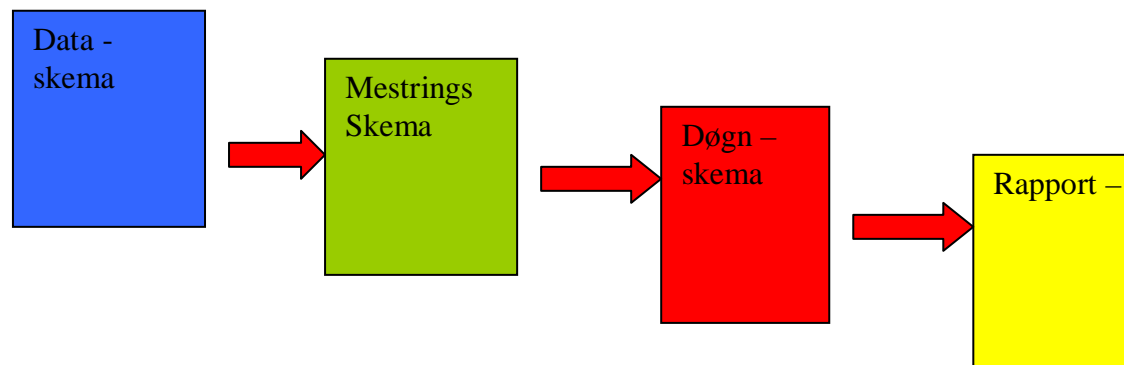 Data -
skema
Mestrings
Skema
Døgn –
skema
Rapport –